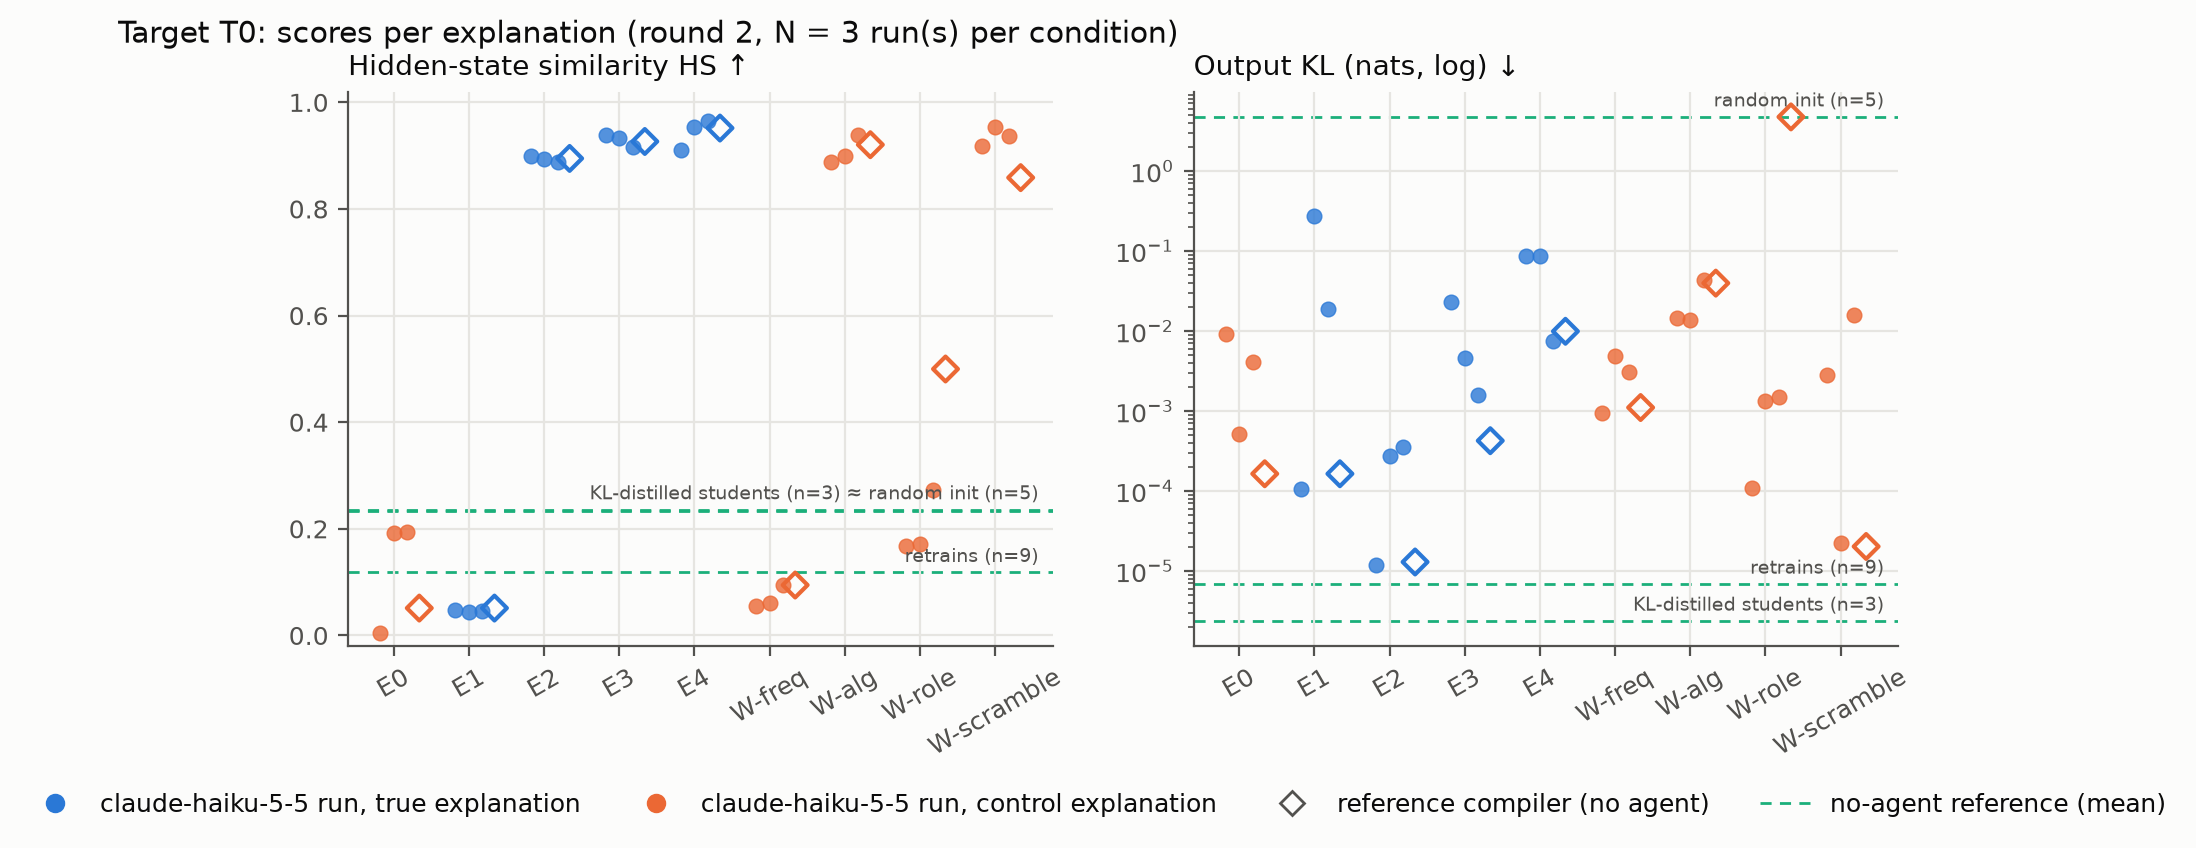 Target T0: scores per explanation (round 2, N = 3 run(s) per condition)
Hidden-state similarity HS ↑
1.0
0.8
0.6
0.4
0.2
0.0
KL-distilled students (n=3) ≈ random init (n=5)
retrains (n=9)
E0
E1
E2
E3
E4
W-freq
W-alg
W-role
W-scramble
Output KL (nats, log) ↓
10⁰
10⁻¹
10⁻²
10⁻³
10⁻⁴
10⁻⁵
random init (n=5)
retrains (n=9)
KL-distilled students (n=3)
E0
E1
E2
E3
E4
W-freq
W-alg
W-role
W-scramble
claude-haiku-5-5 run, true explanation
claude-haiku-5-5 run, control explanation
reference compiler (no agent)
no-agent reference (mean)